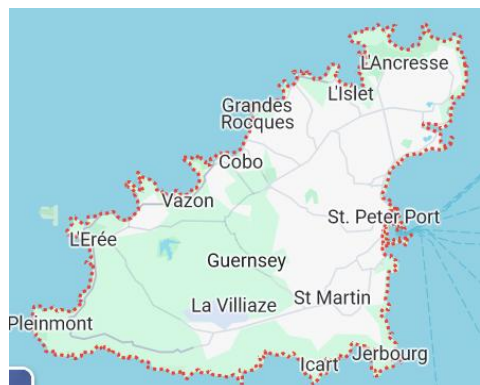 L'Ancresse
L'Islet
Grandes
Rocques
Cobo
Vazon
St. Peter Port
L'Erée
Guernsey
La Villiaze
St Martin
Pleinmont
Icart
Jerbourg